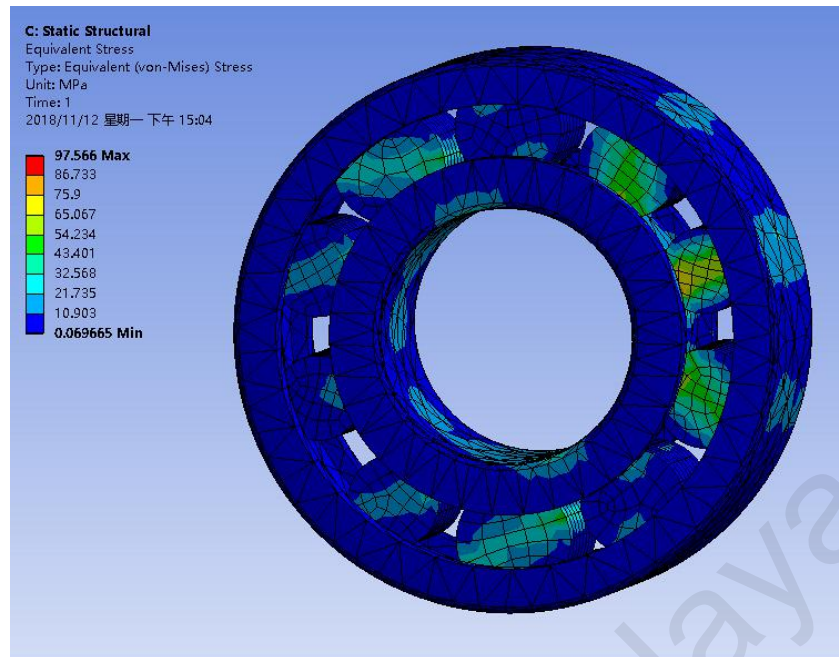 C: Static Structural
Equivalent Stress
Type: Equivalent (von-Mises) Stress
Unit: MPa
Time: 1
2018/11/12 星期一 下午 15:04
97.566 Max
86.733
75.9
65.067
54.234
43.401
32.568
21.735
10.903
0.069665 Min
laya